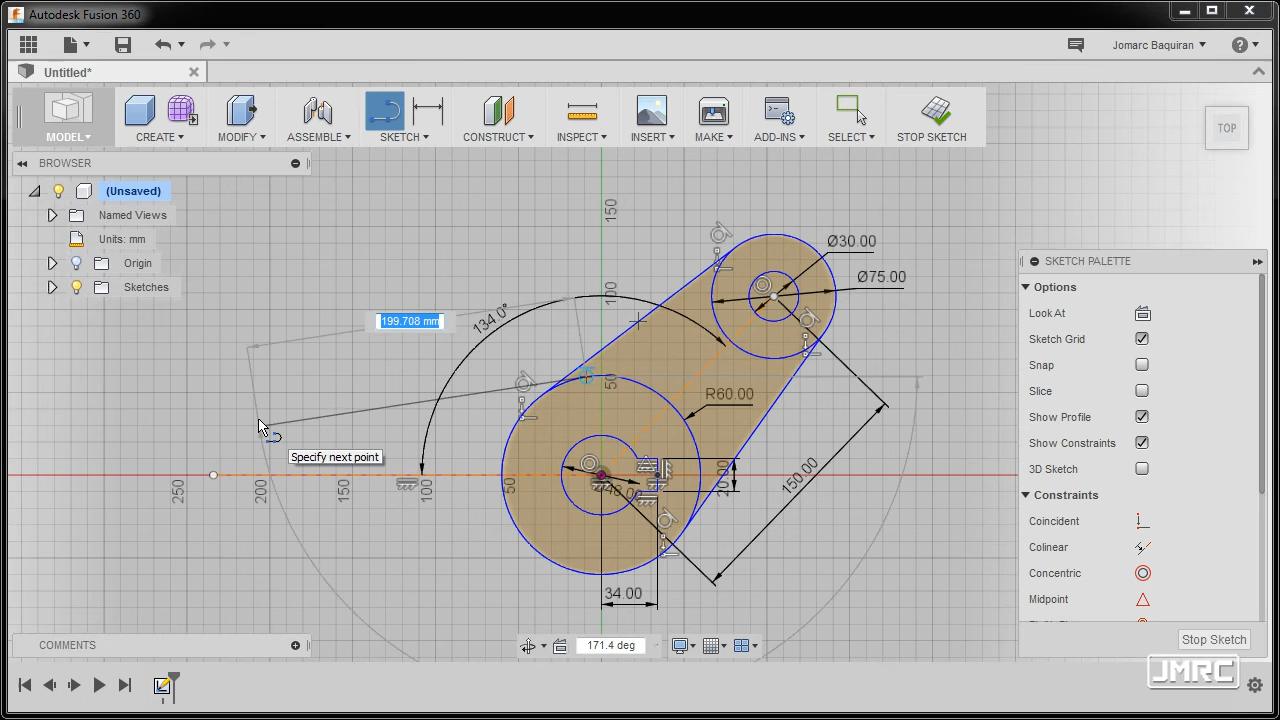 Autodesk Fusion 360
Jomarc Baquiran
Untitled*
MODEL
CREATE
MODIFY
ASSEMBLE
SKETCH
CONSTRUCT
INSPECT
INSERT
MAKE
ADD-INS
SELECT
STOP SKETCH
TOP
BROWSER
(Unsaved)
Named Views
Units: mm
Origin
Sketches
150
100
50
250
200
150
100
50
134.0°
199.708 mm
Specify next point
Ø30.00
Ø75.00
R60.00
Ø48.00
20.00
150.00
34.00
SKETCH PALETTE
Options
Look At
Sketch Grid
Snap
Slice
Show Profile
Show Constraints
3D Sketch
Constraints
Coincident
Colinear
Concentric
Midpoint
Stop Sketch
COMMENTS
171.4 deg
JMRC